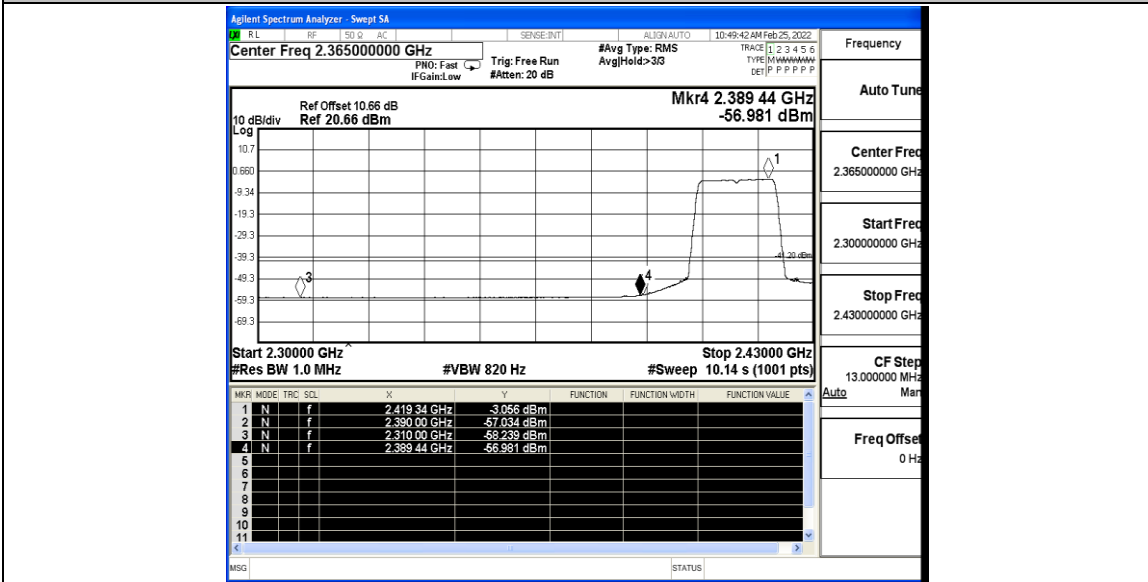 Agilent Spectrum Analyzer - Swept SA
LXI RL RF 50 Ω AC SENSE:INT ALIGNAUTO 10:49:42 AM Feb 25, 2022
Center Freq 2.365000000 GHz
PNO: Fast
IFGain:Low
Trig: Free Run
#Atten: 20 dB
#Avg Type: RMS
Avg|Hold:>3/3
TRACE 1 2 3 4 5 6
TYPE M WWWWW
DET P P P P P P
Mkr4 2.389 44 GHz
-56.981 dBm
Ref Offset 10.66 dB
10 dB/div Ref 20.66 dBm
Log
10.7
0.660
-9.34
-19.3
-29.3
-39.3
-49.3
-59.3
-69.3
1
3
4
-41.20 dBm
Start 2.30000 GHz Stop 2.43000 GHz
#Res BW 1.0 MHz #VBW 820 Hz #Sweep 10.14 s (1001 pts)
MKR MODE TRC SCL X Y FUNCTION FUNCTION WIDTH FUNCTION VALUE
1 N f 2.419 34 GHz -3.056 dBm
2 N f 2.390 00 GHz -57.034 dBm
3 N f 2.310 00 GHz -58.239 dBm
4 N f 2.389 44 GHz -56.981 dBm
5
6
7
8
9
10
11
MSG STATUS
Frequency
Auto Tune
Center Freq
2.365000000 GHz
Start Freq
2.300000000 GHz
Stop Freq
2.430000000 GHz
CF Step
13.000000 MHz
Auto Man
Freq Offset
0 Hz